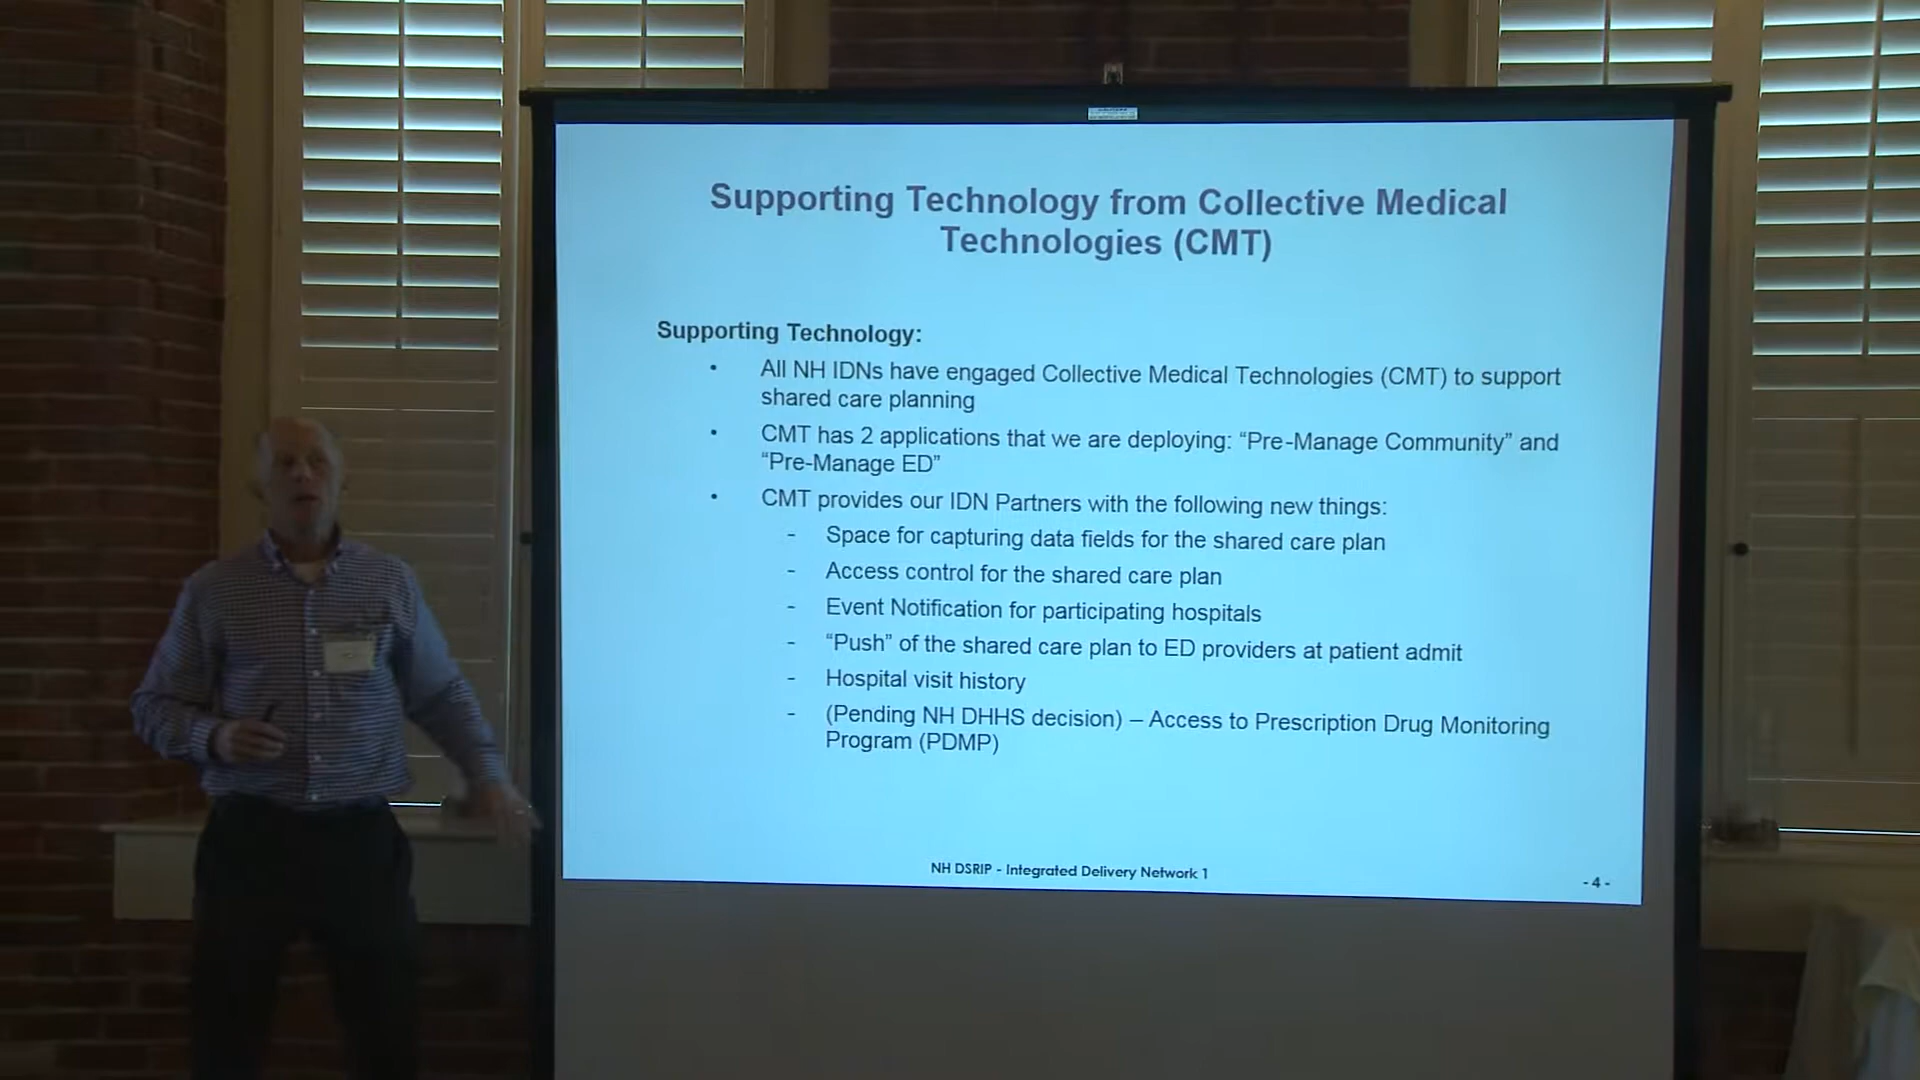 Supporting Technology from Collective Medical
Technologies (CMT)
Supporting Technology:
• All NH IDNs have engaged Collective Medical Technologies (CMT) to support
shared care planning
• CMT has 2 applications that we are deploying: “Pre-Manage Community” and
“Pre-Manage ED”
• CMT provides our IDN Partners with the following new things:
- Space for capturing data fields for the shared care plan
- Access control for the shared care plan
- Event Notification for participating hospitals
- “Push” of the shared care plan to ED providers at patient admit
- Hospital visit history
- (Pending NH DHHS decision) – Access to Prescription Drug Monitoring
Program (PDMP)
NH DSRIP - Integrated Delivery Network 1
- 4 -